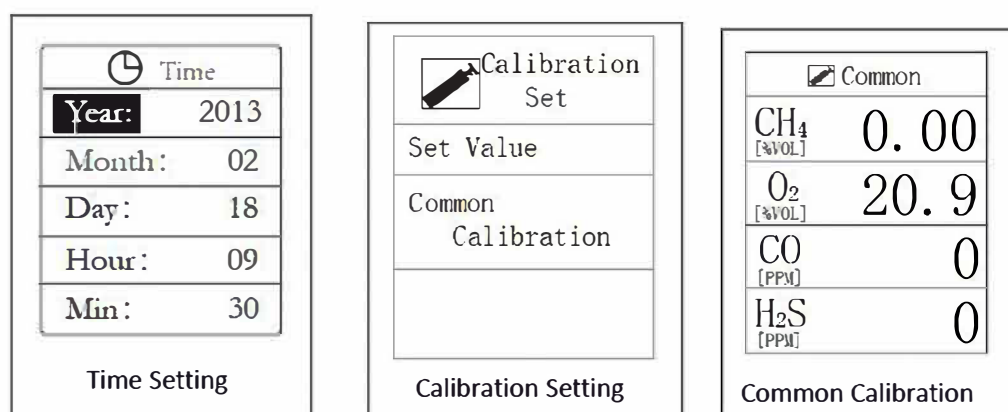 Time
Year: 2013
Month: 02
Day: 18
Hour: 09
Min: 30
Time Setting
Calibration
Set
Set Value
Common
Calibration
Calibration Setting
Common
CH₄ 0.00
[%VOL]
O₂ 20.9
[%VOL]
CO 0
[PPM]
H₂S 0
[PPM]
Common Calibration